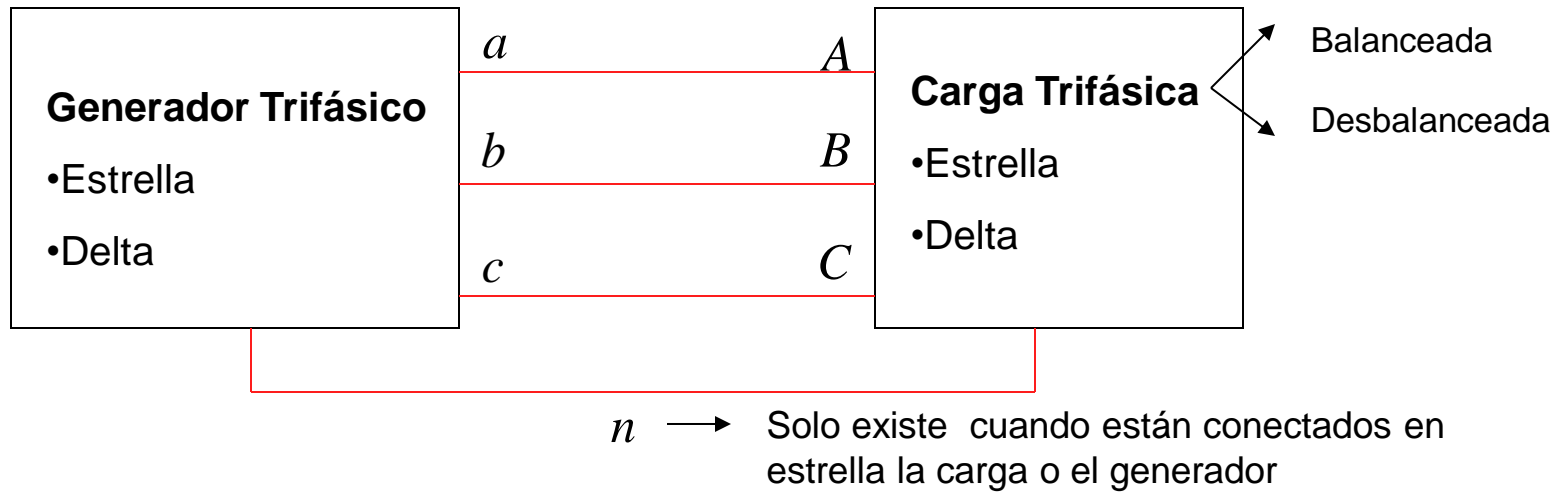 a
A
Balanceada
Generador Trifásico
Carga Trifásica
Desbalanceada
b
B
•Estrella
•Estrella
•Delta
•Delta
c
C
n
Solo existe cuando están conectados en
estrella la carga o el generador